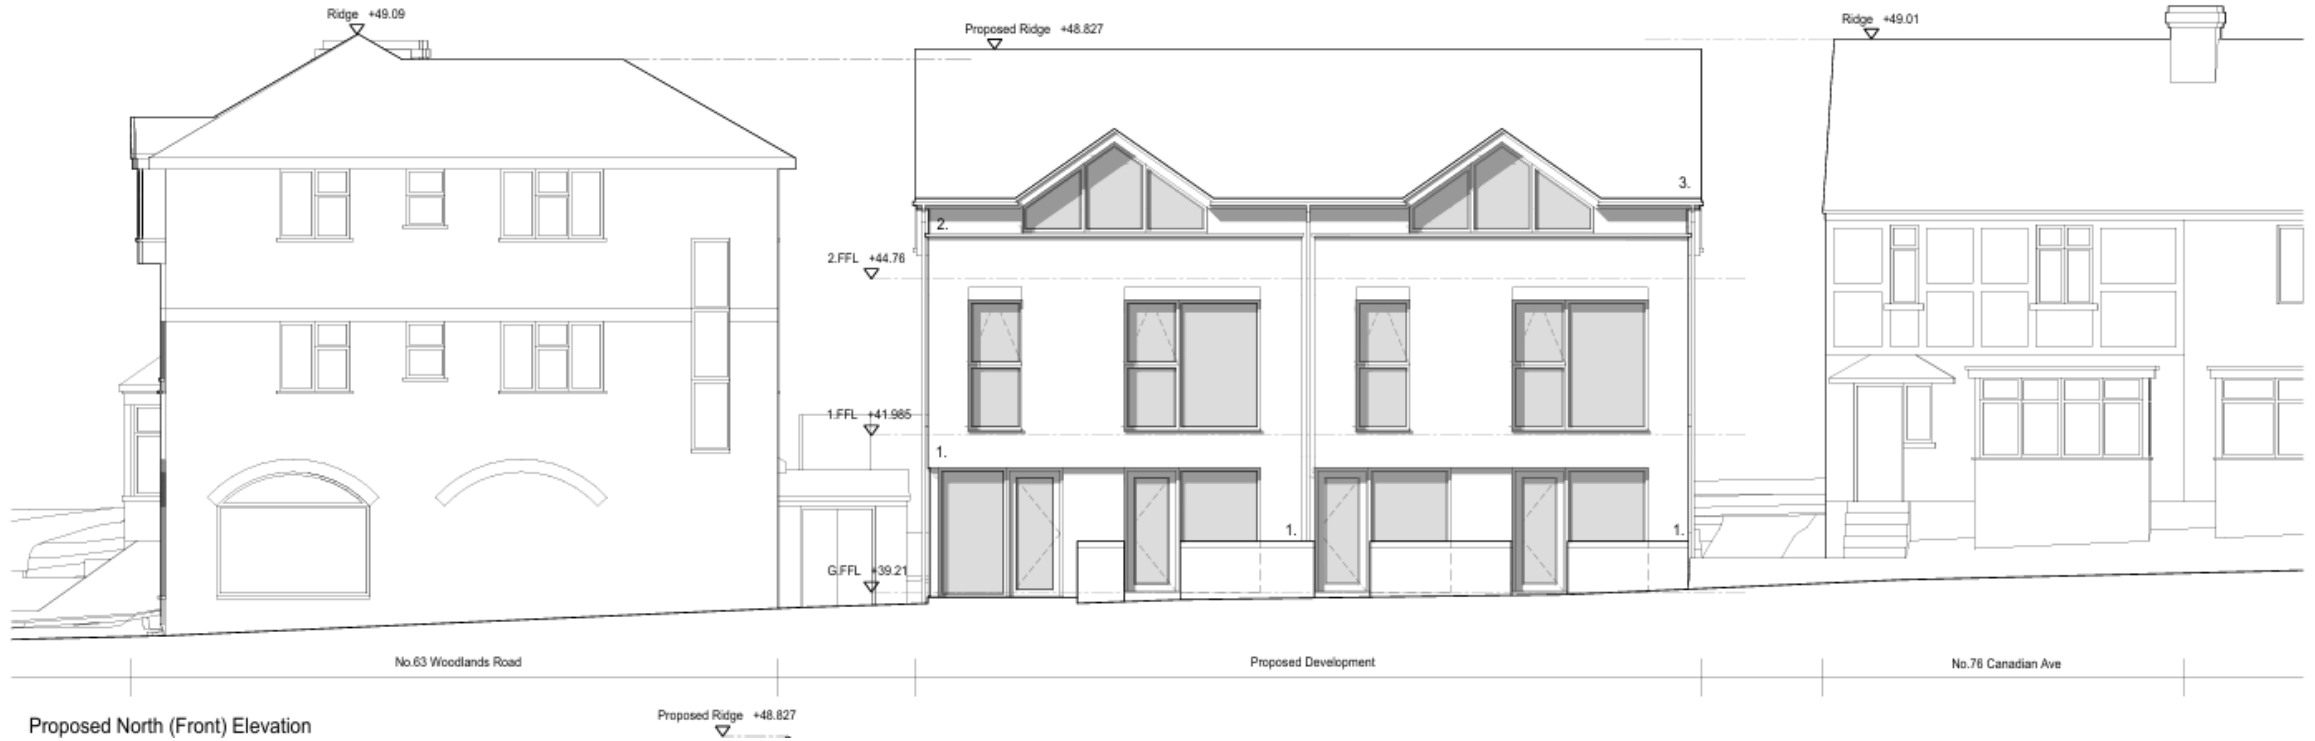 Ridge +49.09
Proposed Ridge +48.827
Ridge +49.01
3.
2.
2.FFL +44.76
1.FFL +41.985
1.
1.
1.
G.FFL +39.21
No.63 Woodlands Road
Proposed Development
No.76 Canadian Ave
Proposed North (Front) Elevation
Proposed Ridge +48.827